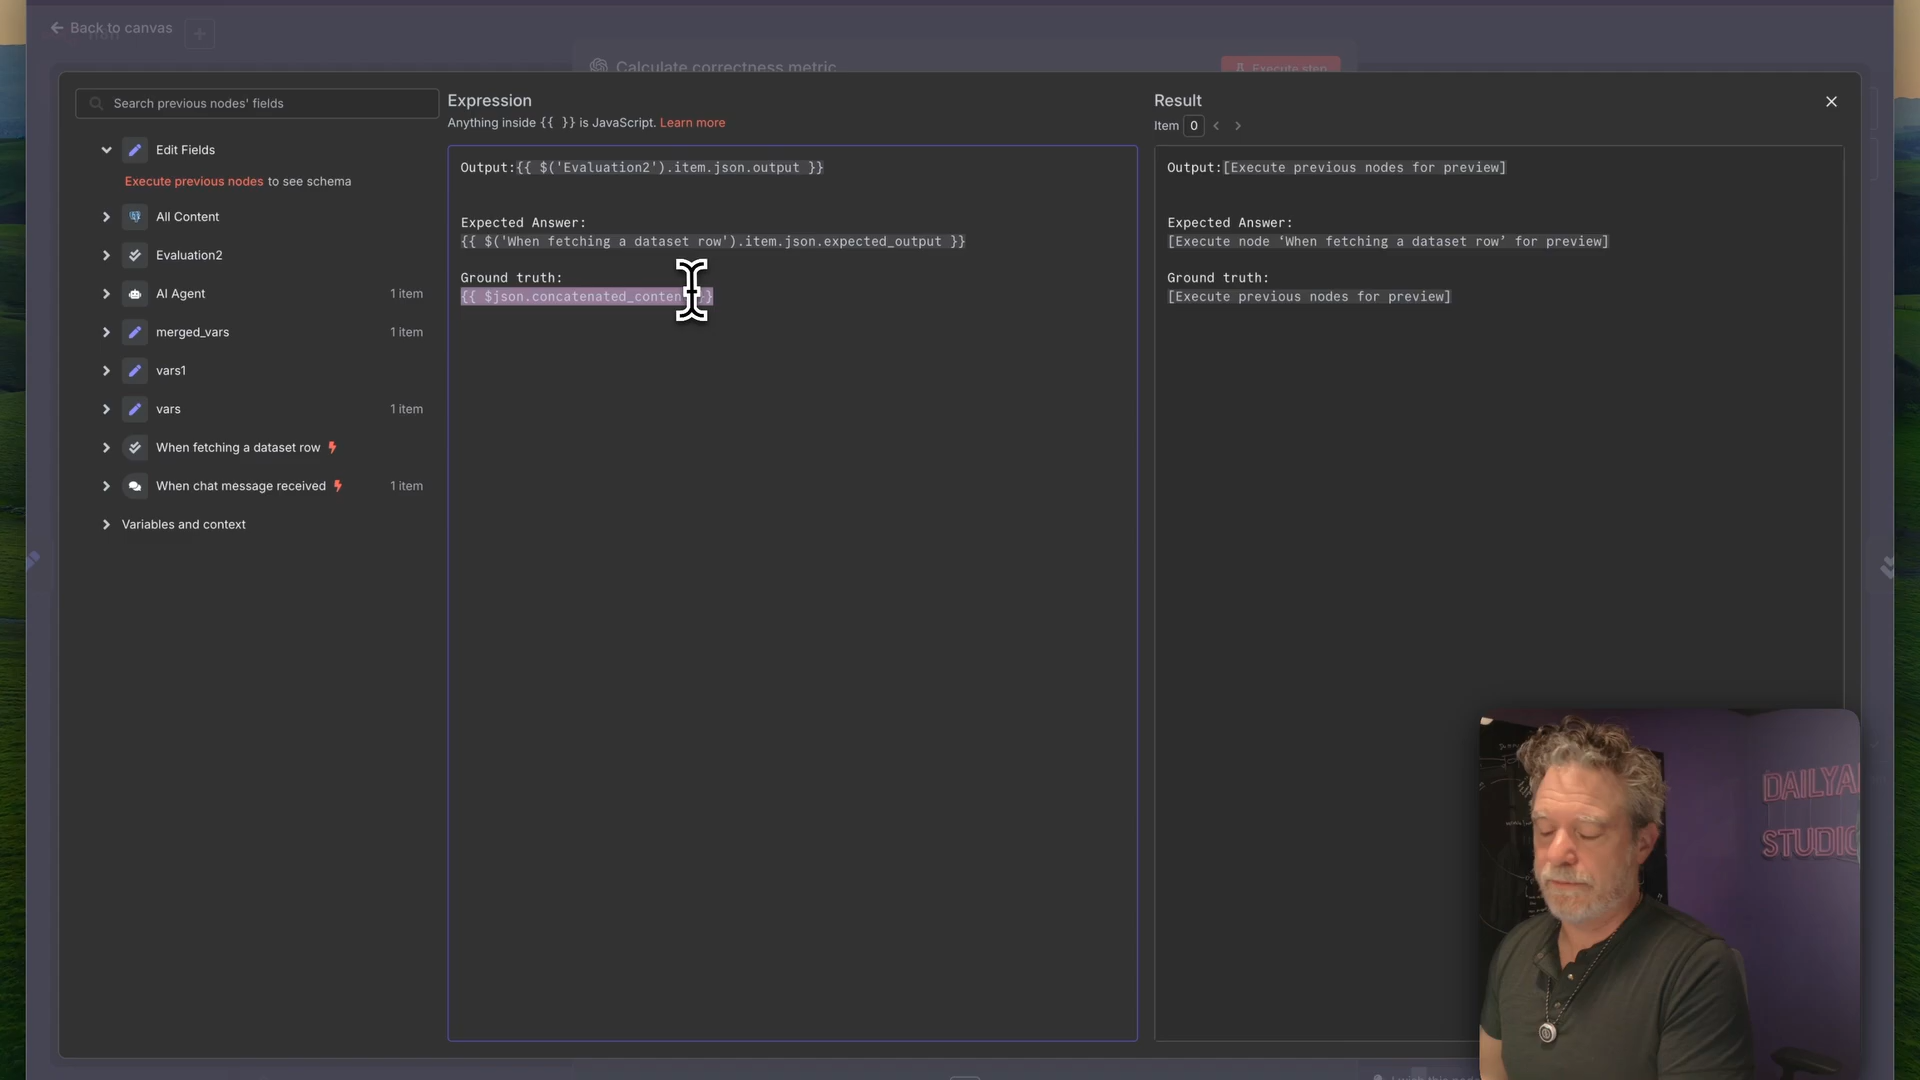 Back to canvas
Calculate correctness metric
Execute step
Search previous nodes' fields
Edit Fields
Execute previous nodes to see schema
All Content
Evaluation2
AI Agent 1 item
merged_vars 1 item
vars1
vars 1 item
When fetching a dataset row
When chat message received 1 item
Variables and context
Expression
Anything inside {{ }} is JavaScript. Learn more
Output:{{ $('Evaluation2').item.json.output }}
Expected Answer:
{{ $('When fetching a dataset row').item.json.expected_output }}
Ground truth:
{{ $json.concatenated_conten }}
Result
Item 0
Output:[Execute previous nodes for preview]
Expected Answer:
[Execute node ‘When fetching a dataset row’ for preview]
Ground truth:
[Execute previous nodes for preview]
DAILYAI
STUDIO